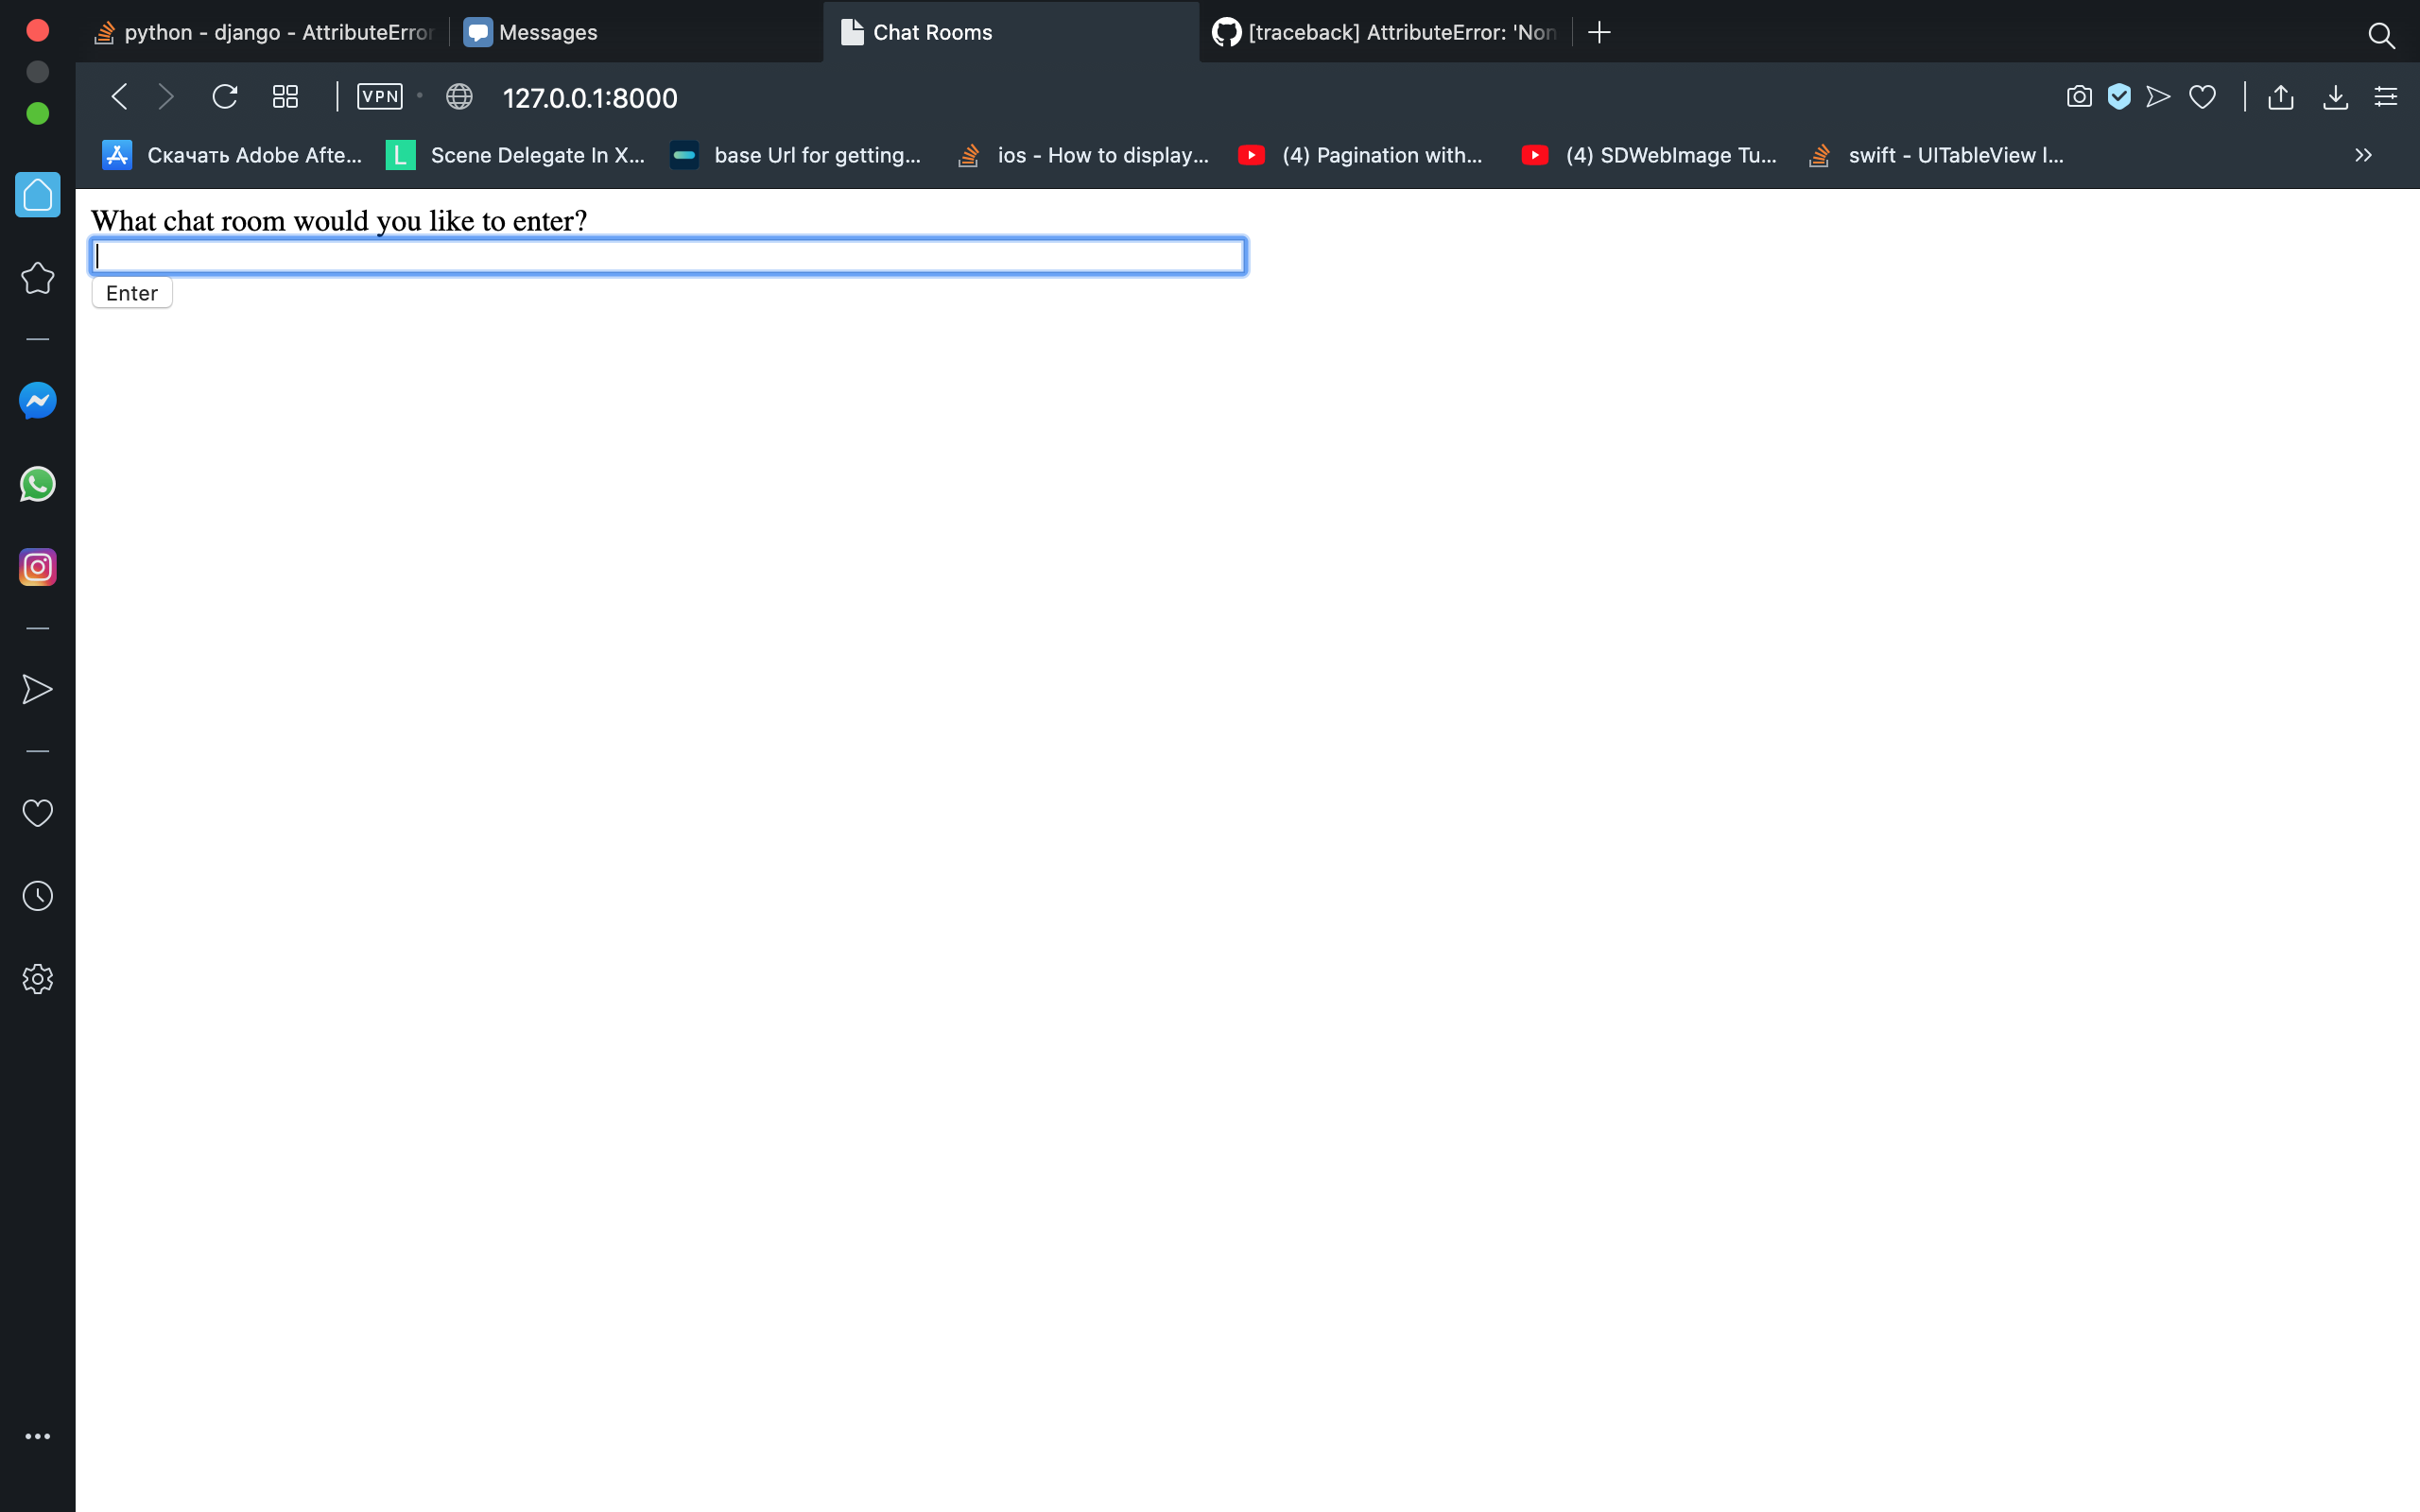 python - django - AttributeError
Messages
Chat Rooms
[traceback] AttributeError: 'Non
VPN
127.0.0.1:8000
Скачать Adobe Afte...
L
Scene Delegate In X...
base Url for getting...
ios - How to display...
(4) Pagination with...
(4) SDWebImage Tu...
swift - UITableView I...
What chat room would you like to enter?
Enter